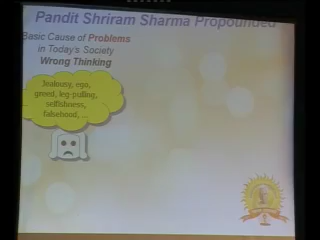 Pandit Shriram Sharma Propounded
Basic Cause of Problems
in Today's Society
Wrong Thinking
Jealousy, ego,
greed, leg-pulling,
selfishness,
falsehood, ...